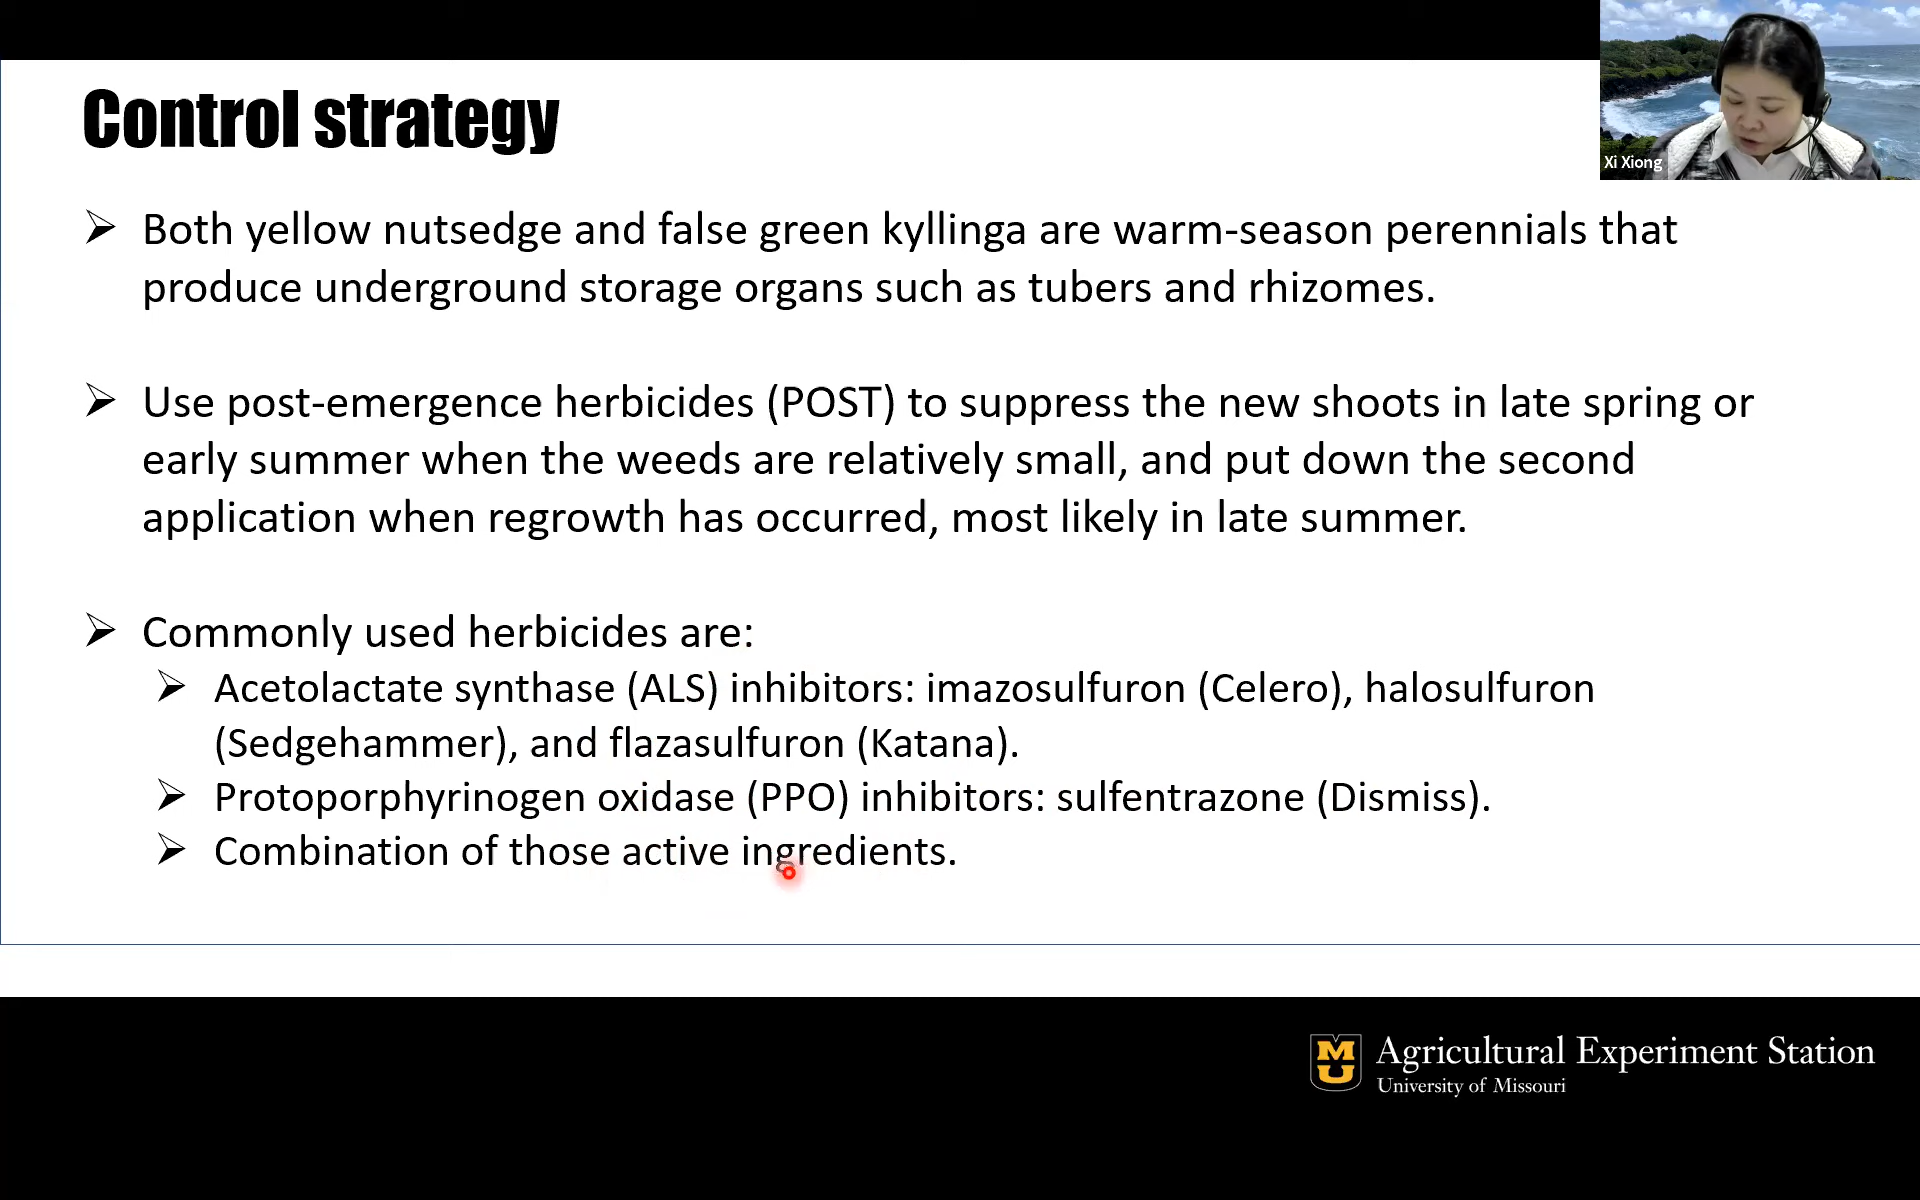 Control strategy
Xi Xiong
➢ Both yellow nutsedge and false green kyllinga are warm-season perennials that
produce underground storage organs such as tubers and rhizomes.
➢ Use post-emergence herbicides (POST) to suppress the new shoots in late spring or
early summer when the weeds are relatively small, and put down the second
application when regrowth has occurred, most likely in late summer.
➢ Commonly used herbicides are:
➢ Acetolactate synthase (ALS) inhibitors: imazosulfuron (Celero), halosulfuron
(Sedgehammer), and flazasulfuron (Katana).
➢ Protoporphyrinogen oxidase (PPO) inhibitors: sulfentrazone (Dismiss).
➢ Combination of those active ingredients.
MU
Agricultural Experiment Station
University of Missouri